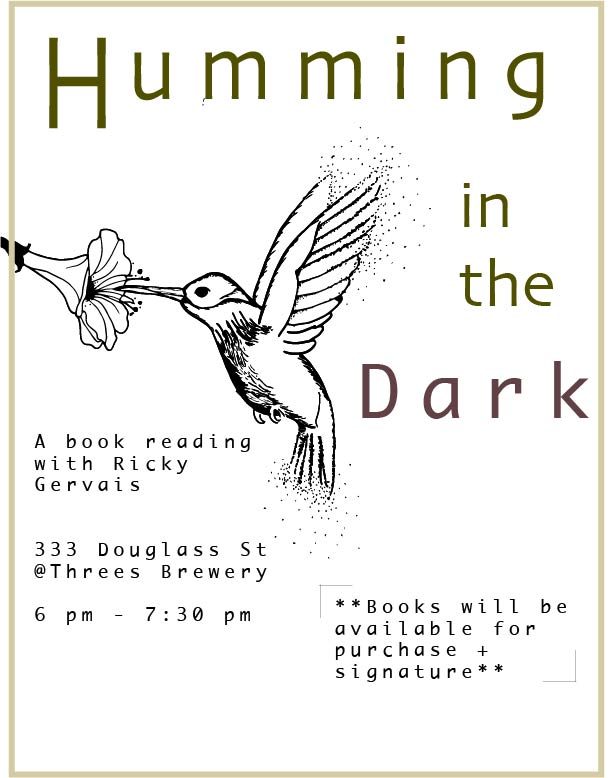 Humming
in
the
Dark
A book reading
with Ricky
Gervais
333 Douglass St
@Threes Brewery
6 pm - 7:30 pm
**Books will be
available for
purchase +
signature**